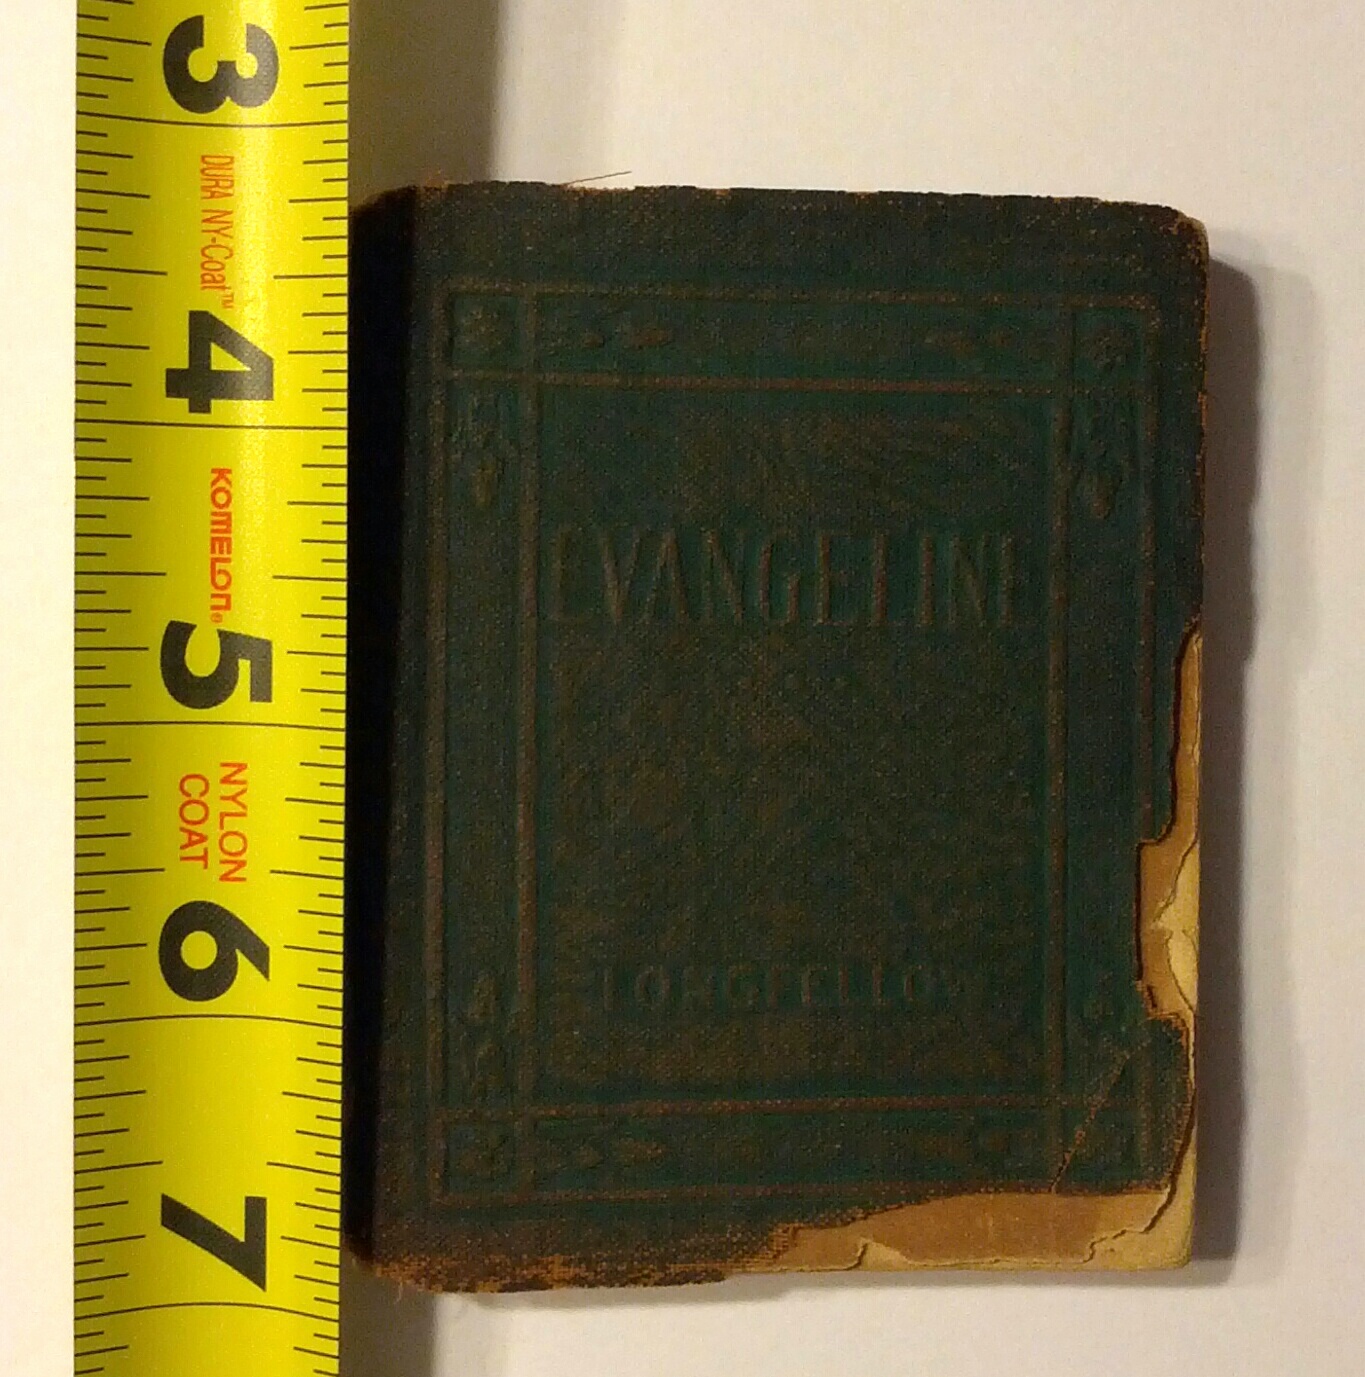 3
DURA NY-Coat™
4
KOMELON®
5
NYLON
COAT
6
7
EVANGELINE
LONGFELLOW